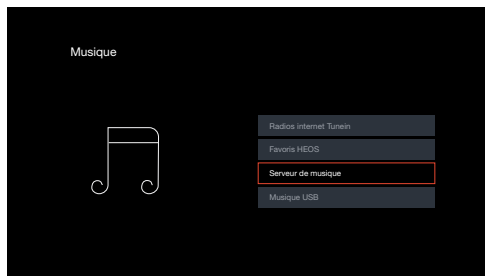 Musique
Radios internet Tunein
Favoris HEOS
Serveur de musique
Musique USB